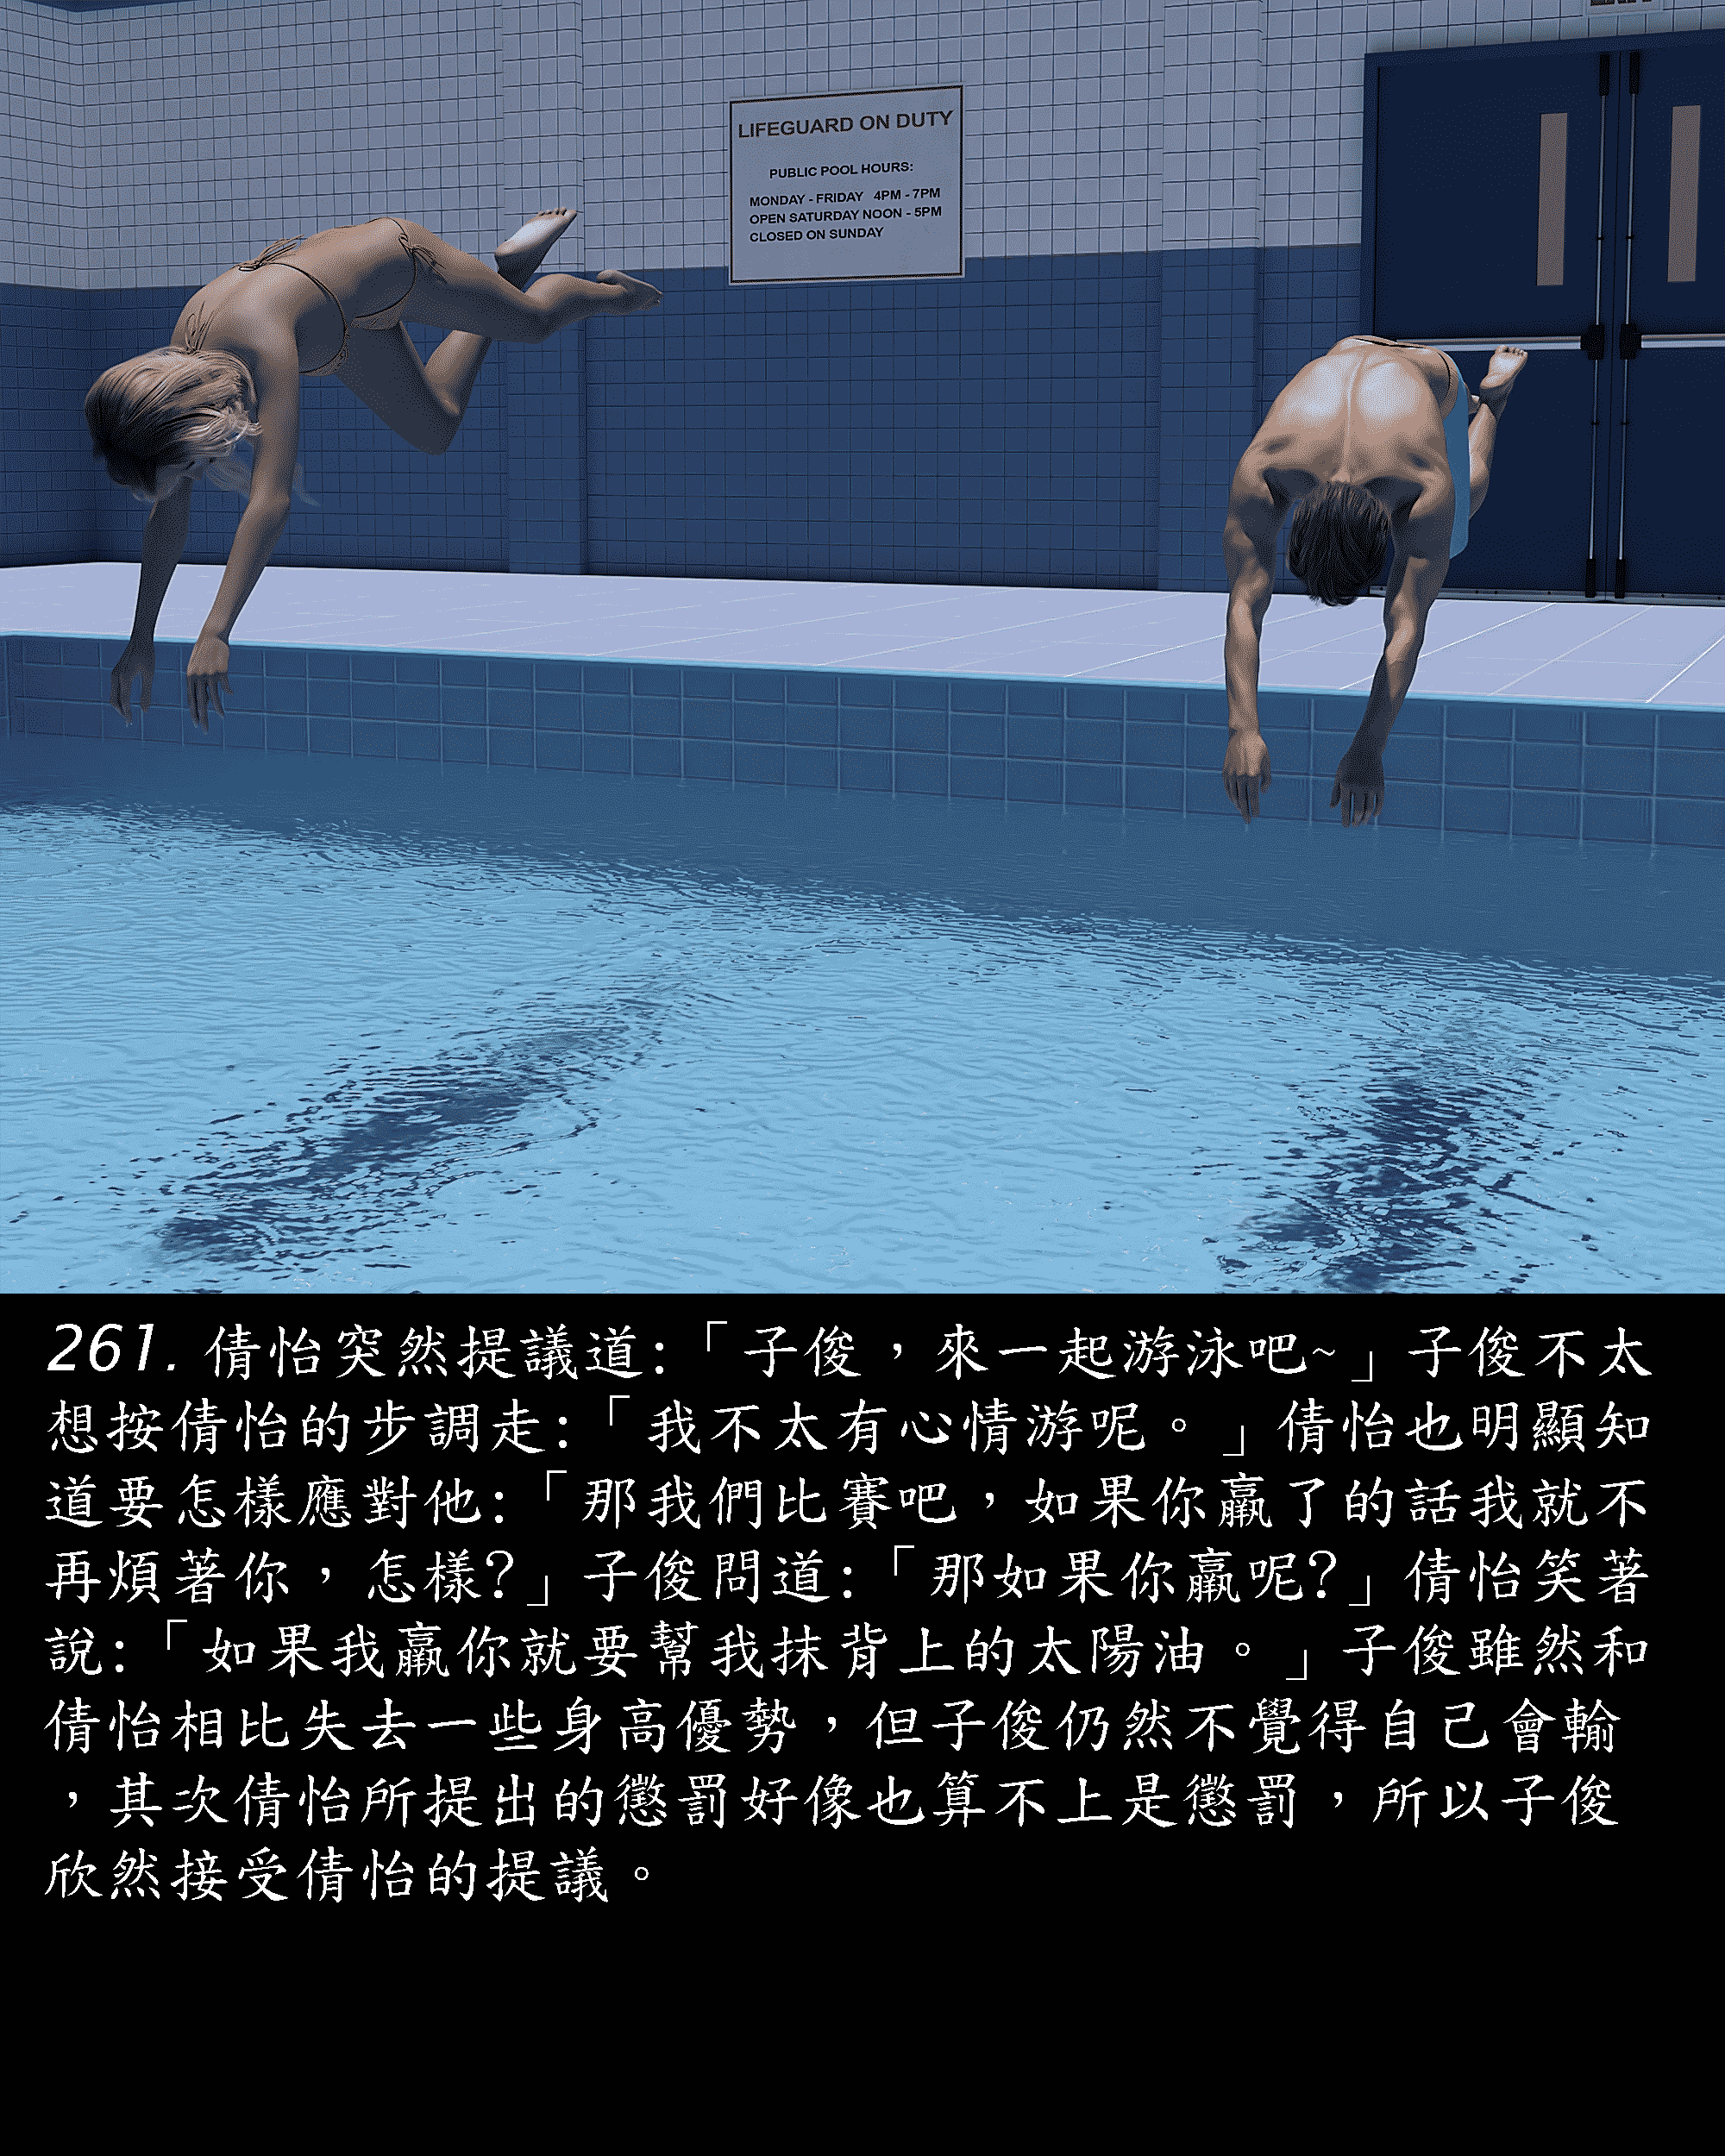 LIFEGUARD ON DUTY
PUBLIC POOL HOURS:
MONDAY - FRIDAY 4PM - 7PM
OPEN SATURDAY NOON - 5PM
CLOSED ON SUNDAY
261. 倩怡突然提議道:「子俊，來一起游泳吧~」子俊不太
想按倩怡的步調走:「我不太有心情游呢。」倩怡也明顯知
道要怎樣應對他:「那我們比賽吧，如果你贏了的話我就不
再煩著你，怎樣?」子俊問道:「那如果你贏呢?」倩怡笑著
說:「如果我贏你就要幫我抹背上的太陽油。」子俊雖然和
倩怡相比失去一些身高優勢，但子俊仍然不覺得自己會輸
，其次倩怡所提出的懲罰好像也算不上是懲罰，所以子俊
欣然接受倩怡的提議。